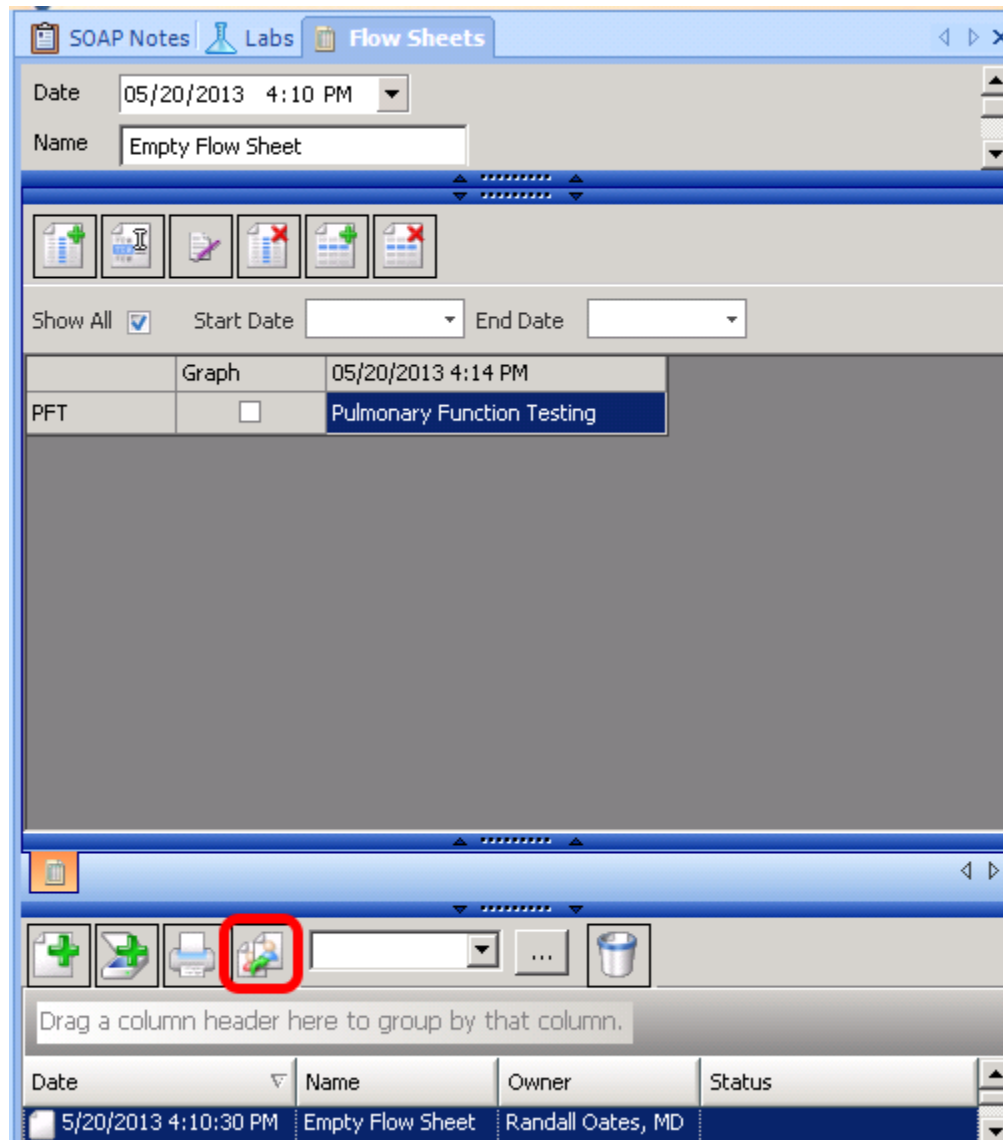 SOAP Notes Labs Flow Sheets
Date 05/20/2013 4:10 PM
Name Empty Flow Sheet
Show All Start Date End Date
Graph 05/20/2013 4:14 PM
PFT Pulmonary Function Testing
...
Drag a column header here to group by that column.
Date Name Owner Status
5/20/2013 4:10:30 PM Empty Flow Sheet Randall Oates, MD